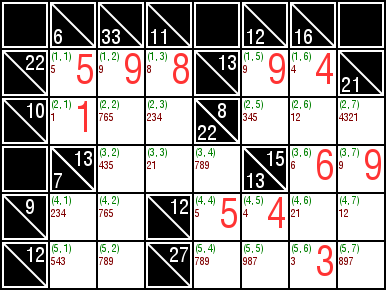 6 33 11 12 16
22 (1, 1) 5 5 (1, 2) 9 9 (1, 3) 8 8 13 (1, 5) 9 9 (1, 6) 4 4 21
10 (2, 1) 1 1 (2, 2) 765 (2, 3) 234 8 22 (2, 5) 345 (2, 6) 12 (2, 7) 4321
13 7 (3, 2) 435 (3, 3) 21 (3, 4) 789 15 13 (3, 6) 6 6 (3, 7) 9 9
9 (4, 1) 234 (4, 2) 765 12 (4, 4) 5 5 (4, 5) 4 4 (4, 6) 21 (4, 7) 12
12 (5, 1) 543 (5, 2) 789 27 (5, 4) 789 (5, 5) 987 (5, 6) 3 3 (5, 7) 897